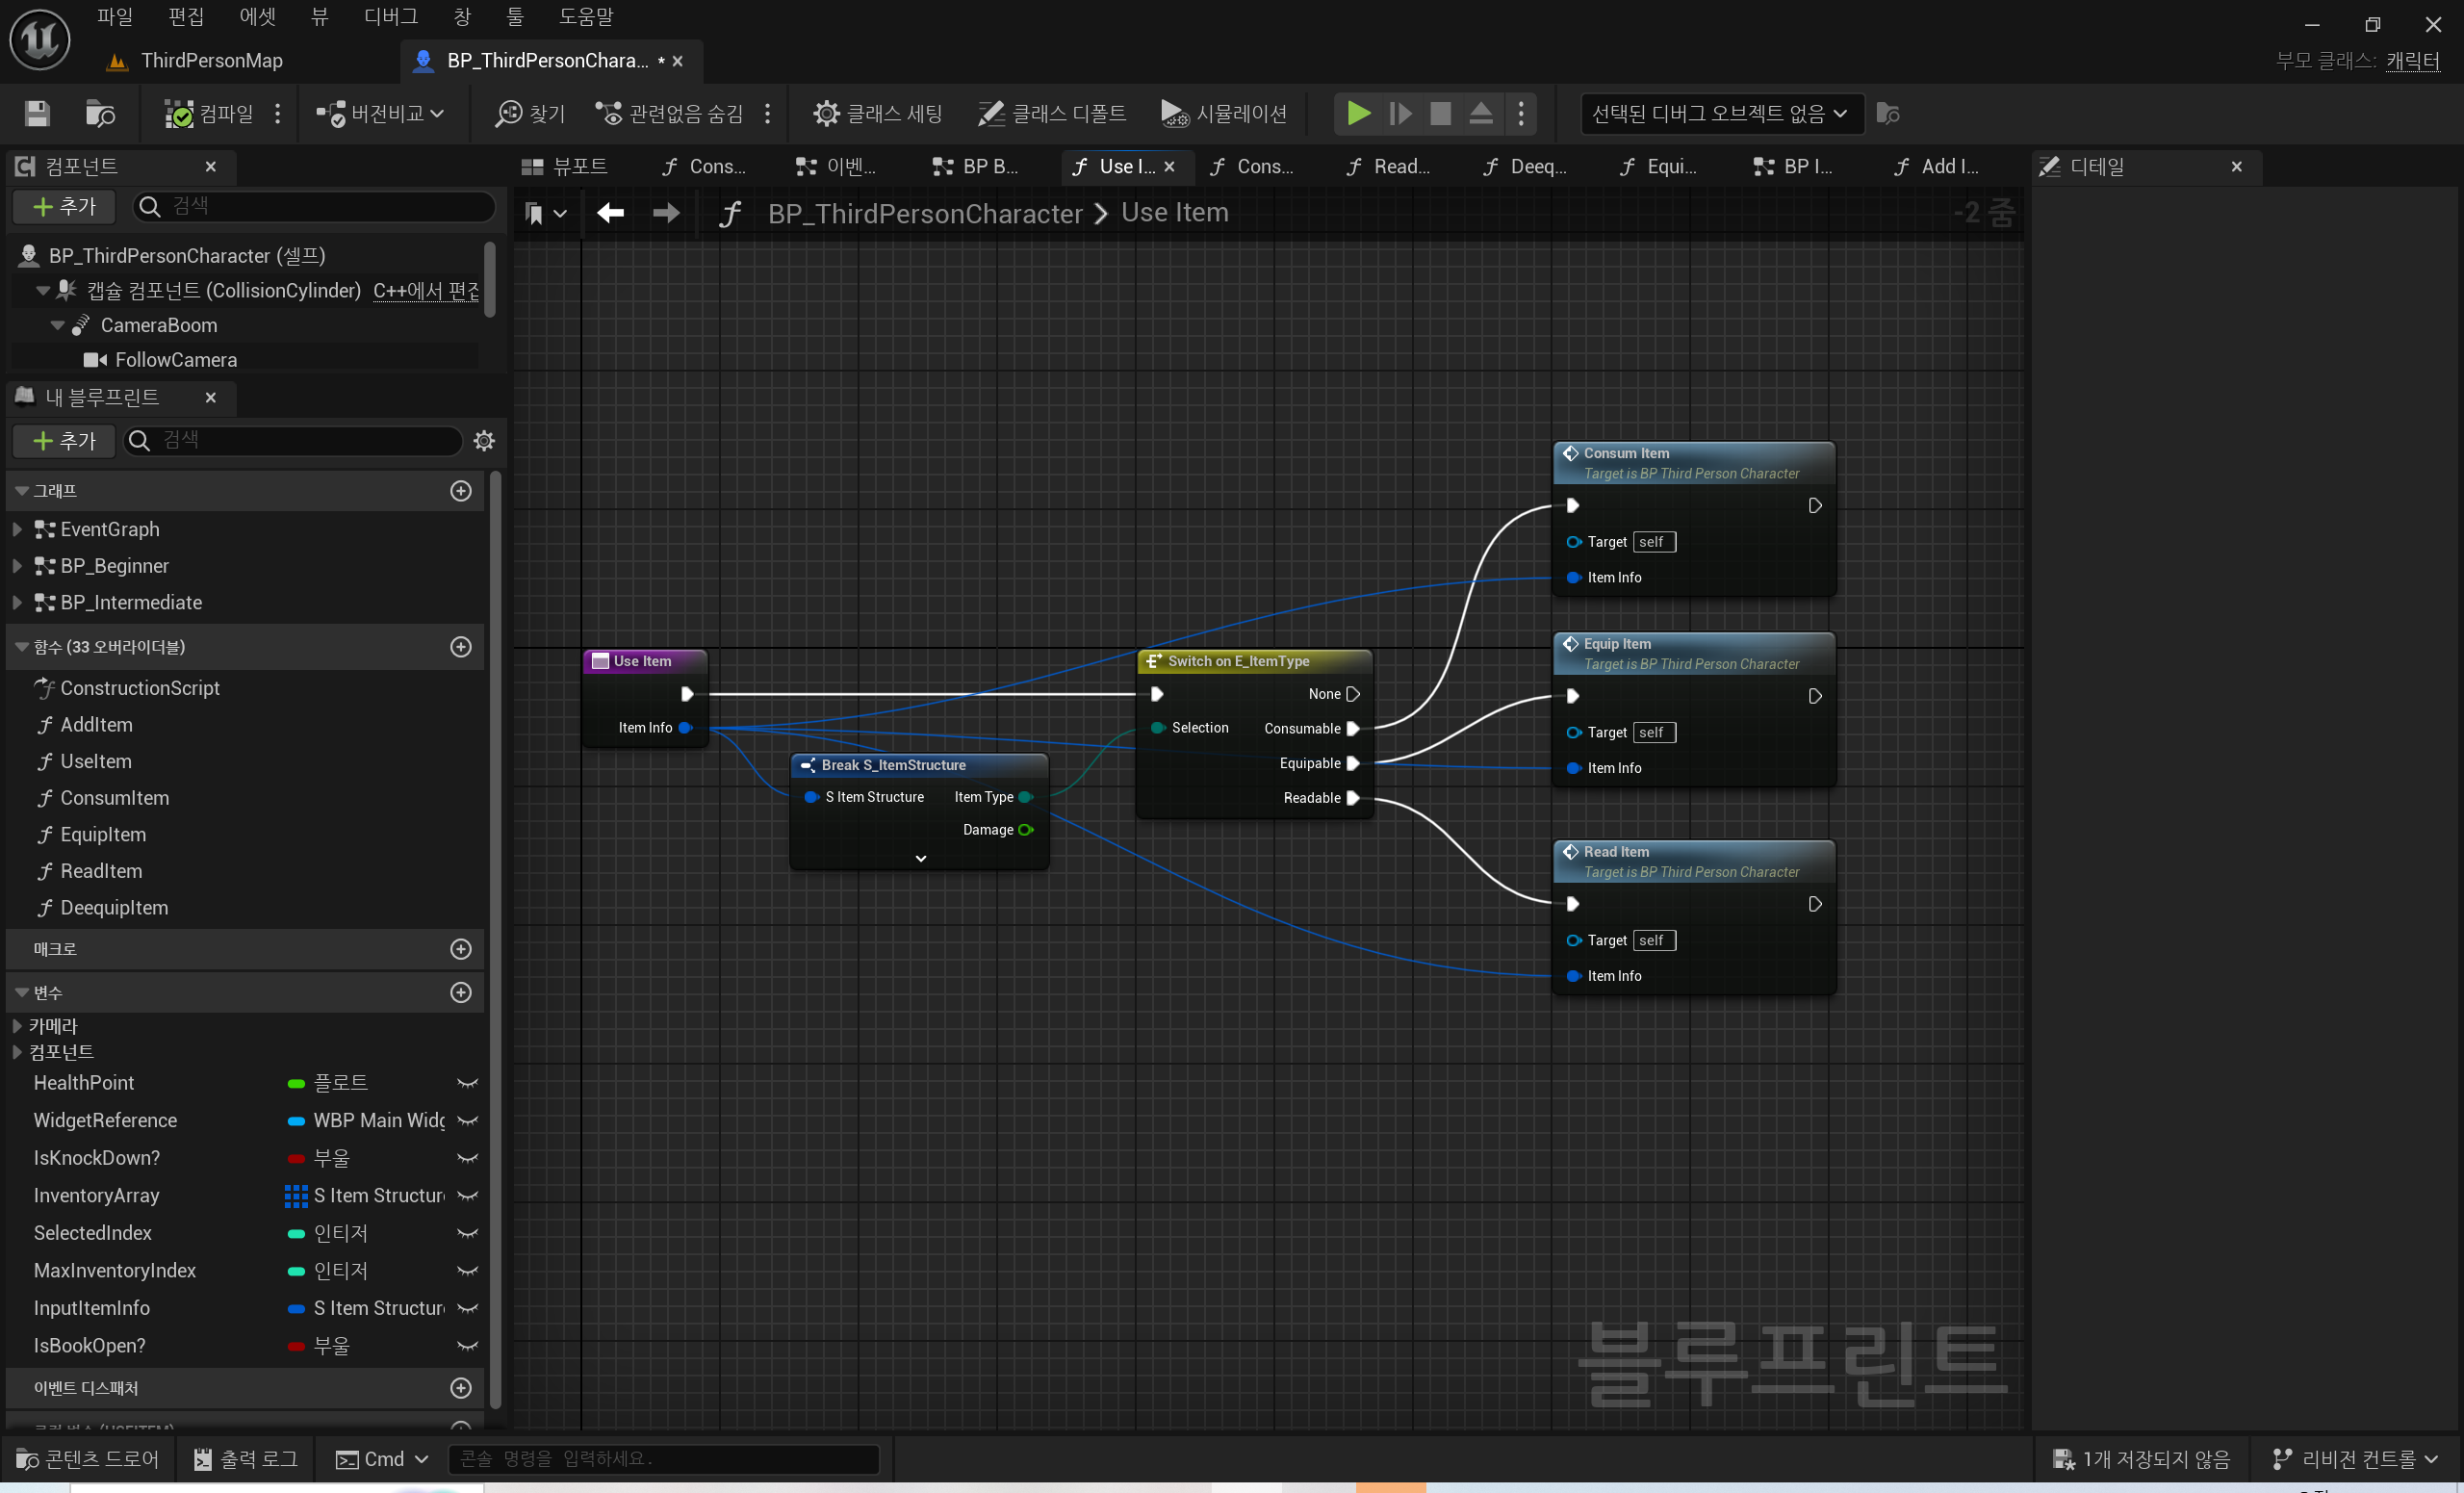 파일 편집 에셋 뷰 디버그 창 툴 도움말
ThirdPersonMap
BP_ThirdPersonChara... *
부모 클래스: 캐릭터
컴파일
버전비교
찾기
관련없음 숨김
클래스 세팅
클래스 디폴트
시뮬레이션
선택된 디버그 오브젝트 없음
컴포넌트
추가
검색
BP_ThirdPersonCharacter (셀프)
캡슐 컴포넌트 (CollisionCylinder) C++에서 편집
CameraBoom
FollowCamera
내 블루프린트
추가
검색
그래프
EventGraph
BP_Beginner
BP_Intermediate
함수 (33 오버라이더블)
ConstructionScript
AddItem
UseItem
ConsumItem
EquipItem
ReadItem
DeequipItem
매크로
변수
카메라
컴포넌트
HealthPoint 플로트
WidgetReference WBP Main Widg
IsKnockDown? 부울
InventoryArray S Item Structur
SelectedIndex 인티저
MaxInventoryIndex 인티저
InputItemInfo S Item Structur
IsBookOpen? 부울
이벤트 디스패처
뷰포트
Cons...
이벤...
BP B...
Use I...
Cons...
Read...
Deeq...
Equi...
BP I...
Add I...
BP_ThirdPersonCharacter > Use Item
-2 줌
Use Item
Item Info
Break S_ItemStructure
S Item Structure Item Type
Damage
Switch on E_ItemType
None
Selection Consumable
Equipable
Readable
Consum Item
Target is BP Third Person Character
Target self
Item Info
Equip Item
Target is BP Third Person Character
Target self
Item Info
Read Item
Target is BP Third Person Character
Target self
Item Info
블루프린트
디테일
콘텐츠 드로어
출력 로그
Cmd
콘솔 명령을 입력하세요.
1개 저장되지 않음
리비전 컨트롤